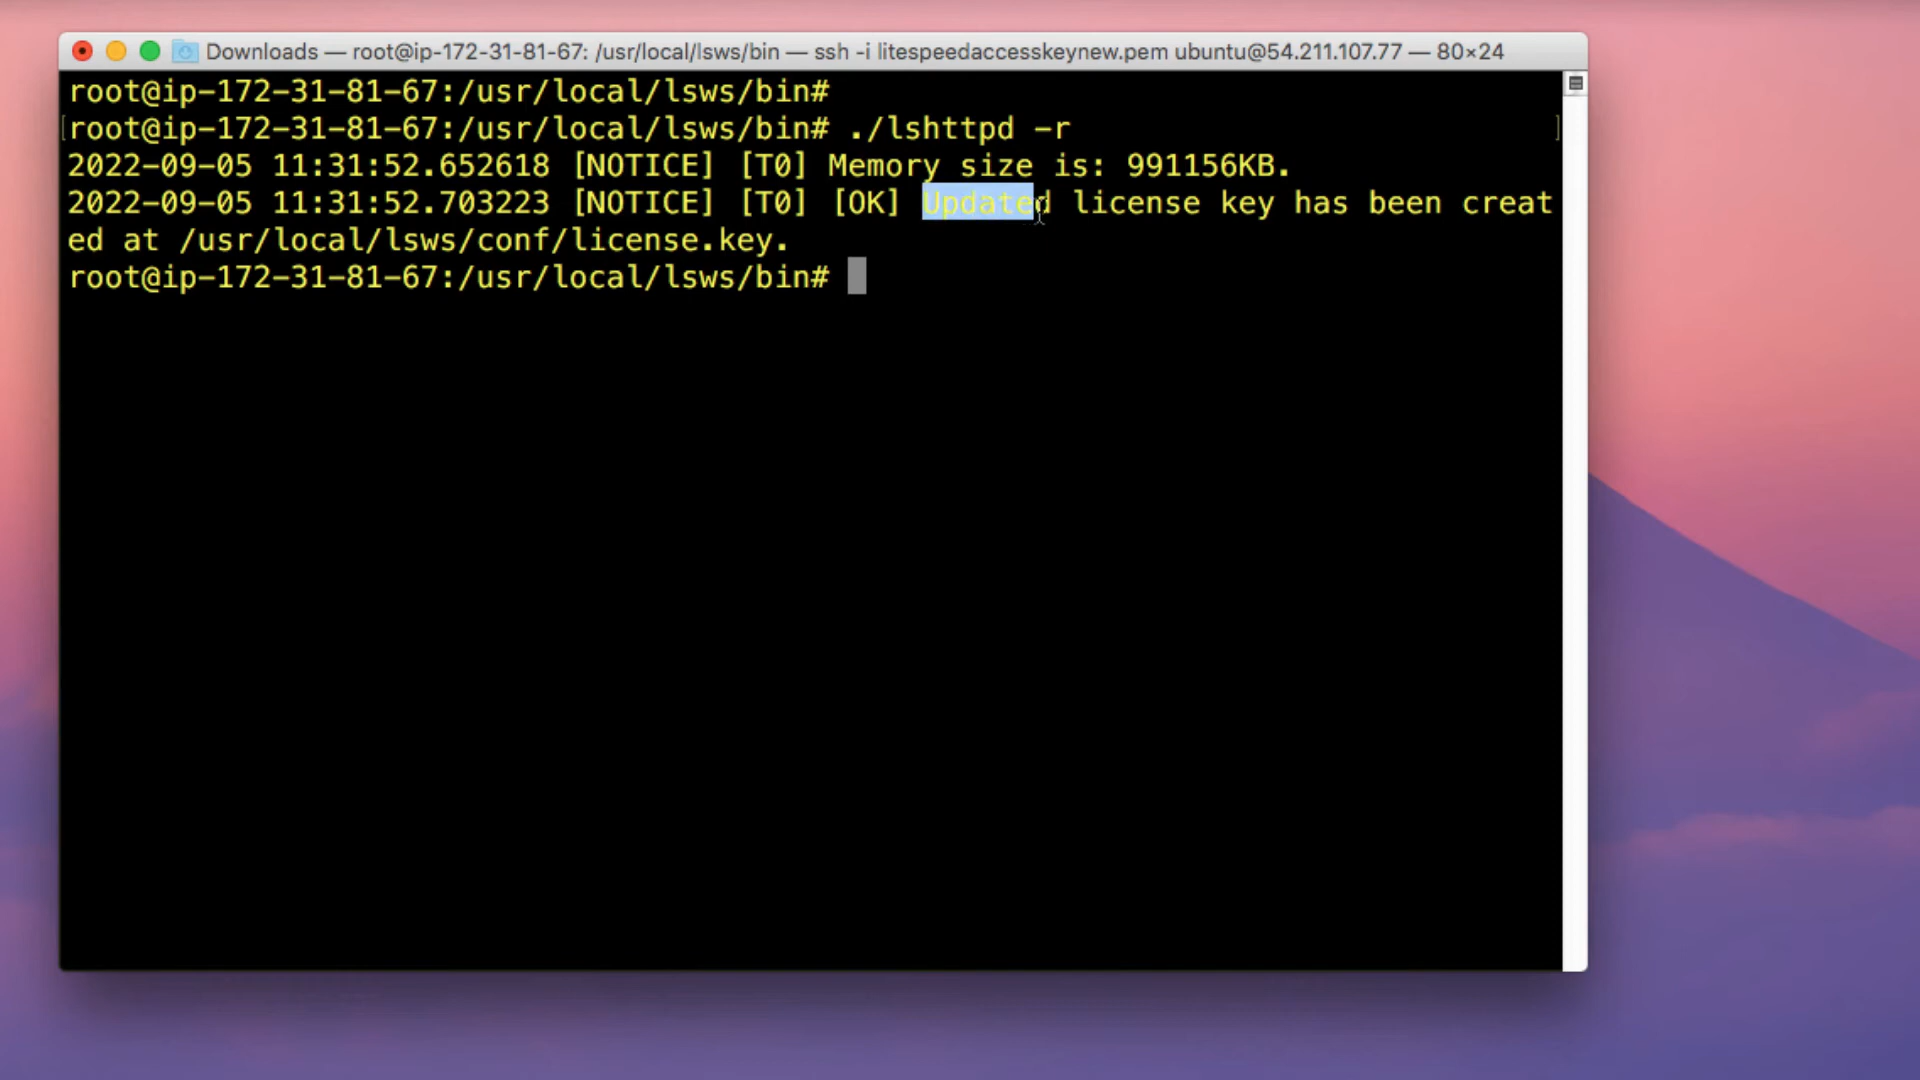 Downloads — root@ip-172-31-81-67: /usr/local/lsws/bin — ssh -i litespeedaccesskeynew.pem ubuntu@54.211.107.77 — 80×24
root@ip-172-31-81-67:/usr/local/lsws/bin#
[root@ip-172-31-81-67:/usr/local/lsws/bin# ./lshttpd -r ]
2022-09-05 11:31:52.652618 [NOTICE] [T0] Memory size is: 991156KB.
2022-09-05 11:31:52.703223 [NOTICE] [T0] [OK] Updated license key has been creat
ed at /usr/local/lsws/conf/license.key.
root@ip-172-31-81-67:/usr/local/lsws/bin#